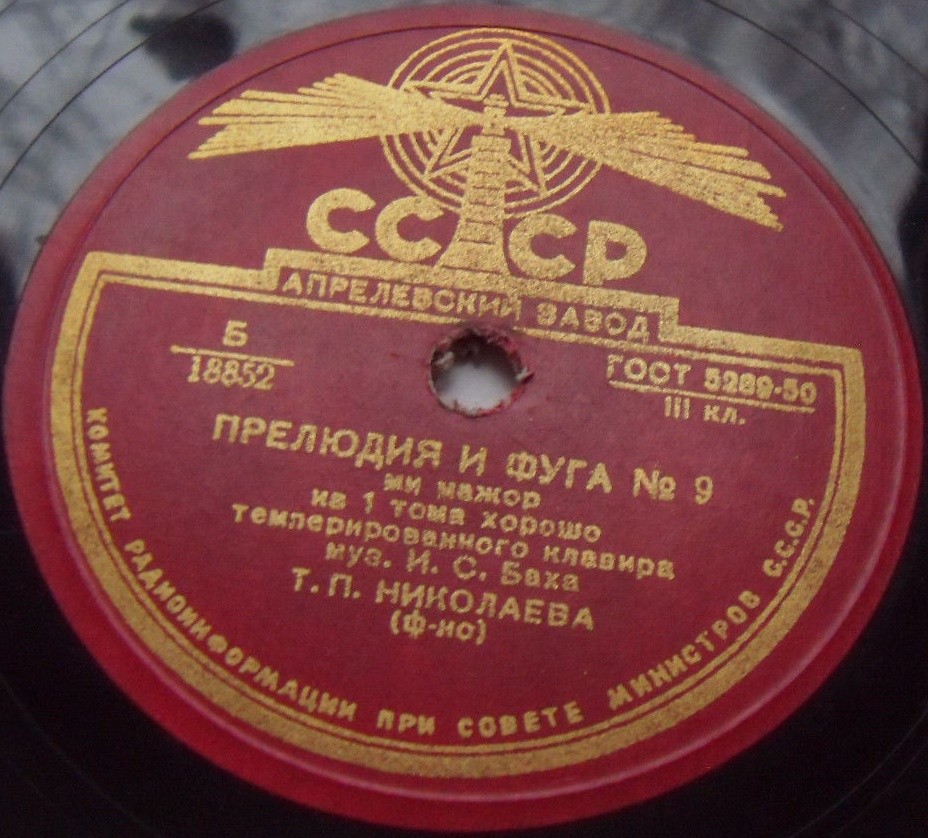 СССР
АПРЕЛЕВСКИЙ ЗАВОД
Б
18852
ГОСТ 5289-50
III КЛ.
ПРЕЛЮДИЯ И ФУГА № 9
ми мажор
из 1 тома хорошо
темперированного клавира
муз. И. С. Баха
Т. П. НИКОЛАЕВА
(ф-но)
КОМИТЕТ РАДИОИНФОРМАЦИИ ПРИ СОВЕТЕ МИНИСТРОВ С.С.С.Р.